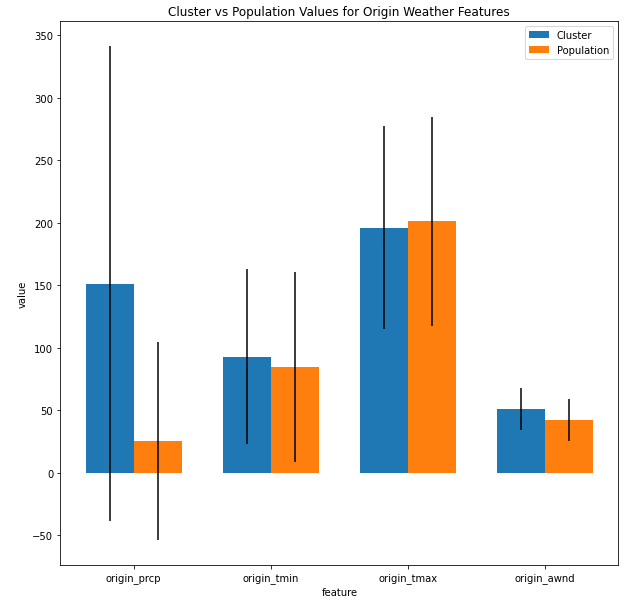 Cluster vs Population Values for Origin Weather Features
Cluster
Population
350
300
250
200
150
100
50
0
−50
value
origin_prcp origin_tmin origin_tmax origin_awnd
feature